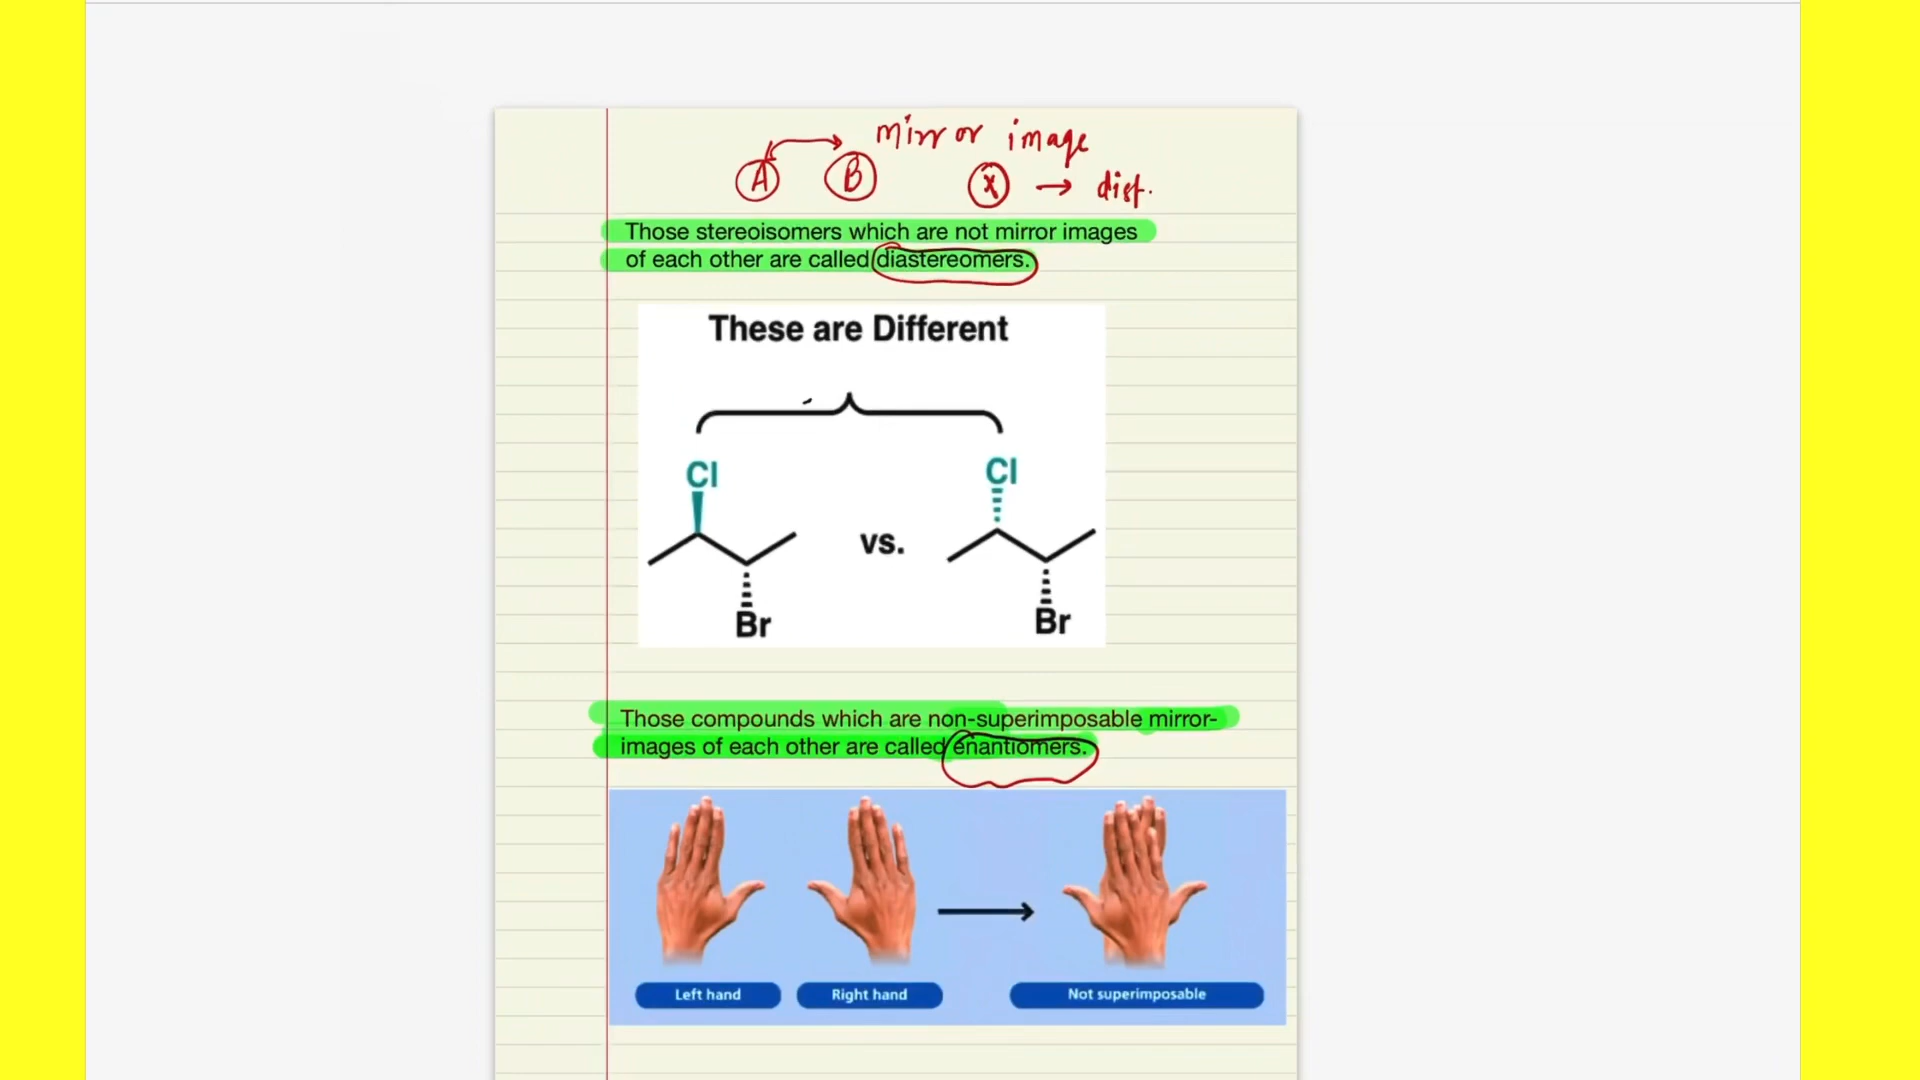 mirror image
A B X → dist.
Those stereoisomers which are not mirror images
of each other are called diastereomers.
These are Different
Cl Cl
vs.
Br Br
Those compounds which are non-superimposable mirror-
images of each other are called enantiomers.
Left hand Right hand Not superimposable